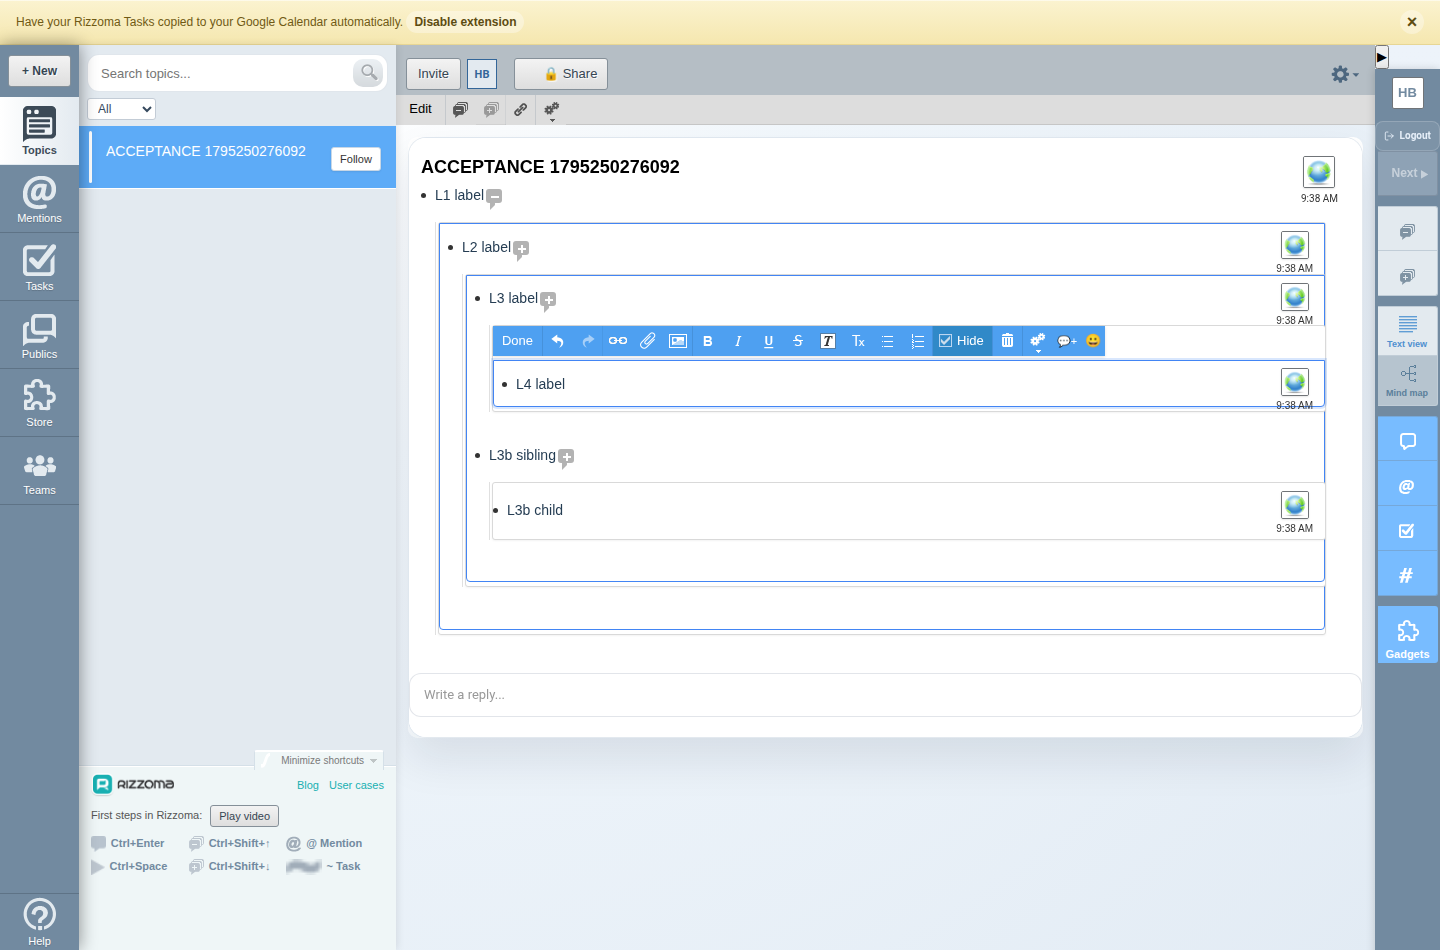 Have your Rizzoma Tasks copied to your Google Calendar automatically. Disable extension
+ New
Topics
Mentions
Tasks
Publics
Store
Teams
Help
Search topics...
All
ACCEPTANCE 1795250276092
Follow
Minimize shortcuts
RIZZOMA
Blog User cases
First steps in Rizzoma: Play video
Ctrl+Enter Ctrl+Shift+↑ @ Mention
Ctrl+Space Ctrl+Shift+↓ ~ Task
Invite HB Share
Edit
ACCEPTANCE 1795250276092
9:38 AM
L1 label
L2 label
9:38 AM
L3 label
9:38 AM
Done B I U S T Tx Hide
L4 label
9:38 AM
L3b sibling
L3b child
9:38 AM
Write a reply...
HB
Logout
Next
Text view
Mind map
@
#
Gadgets